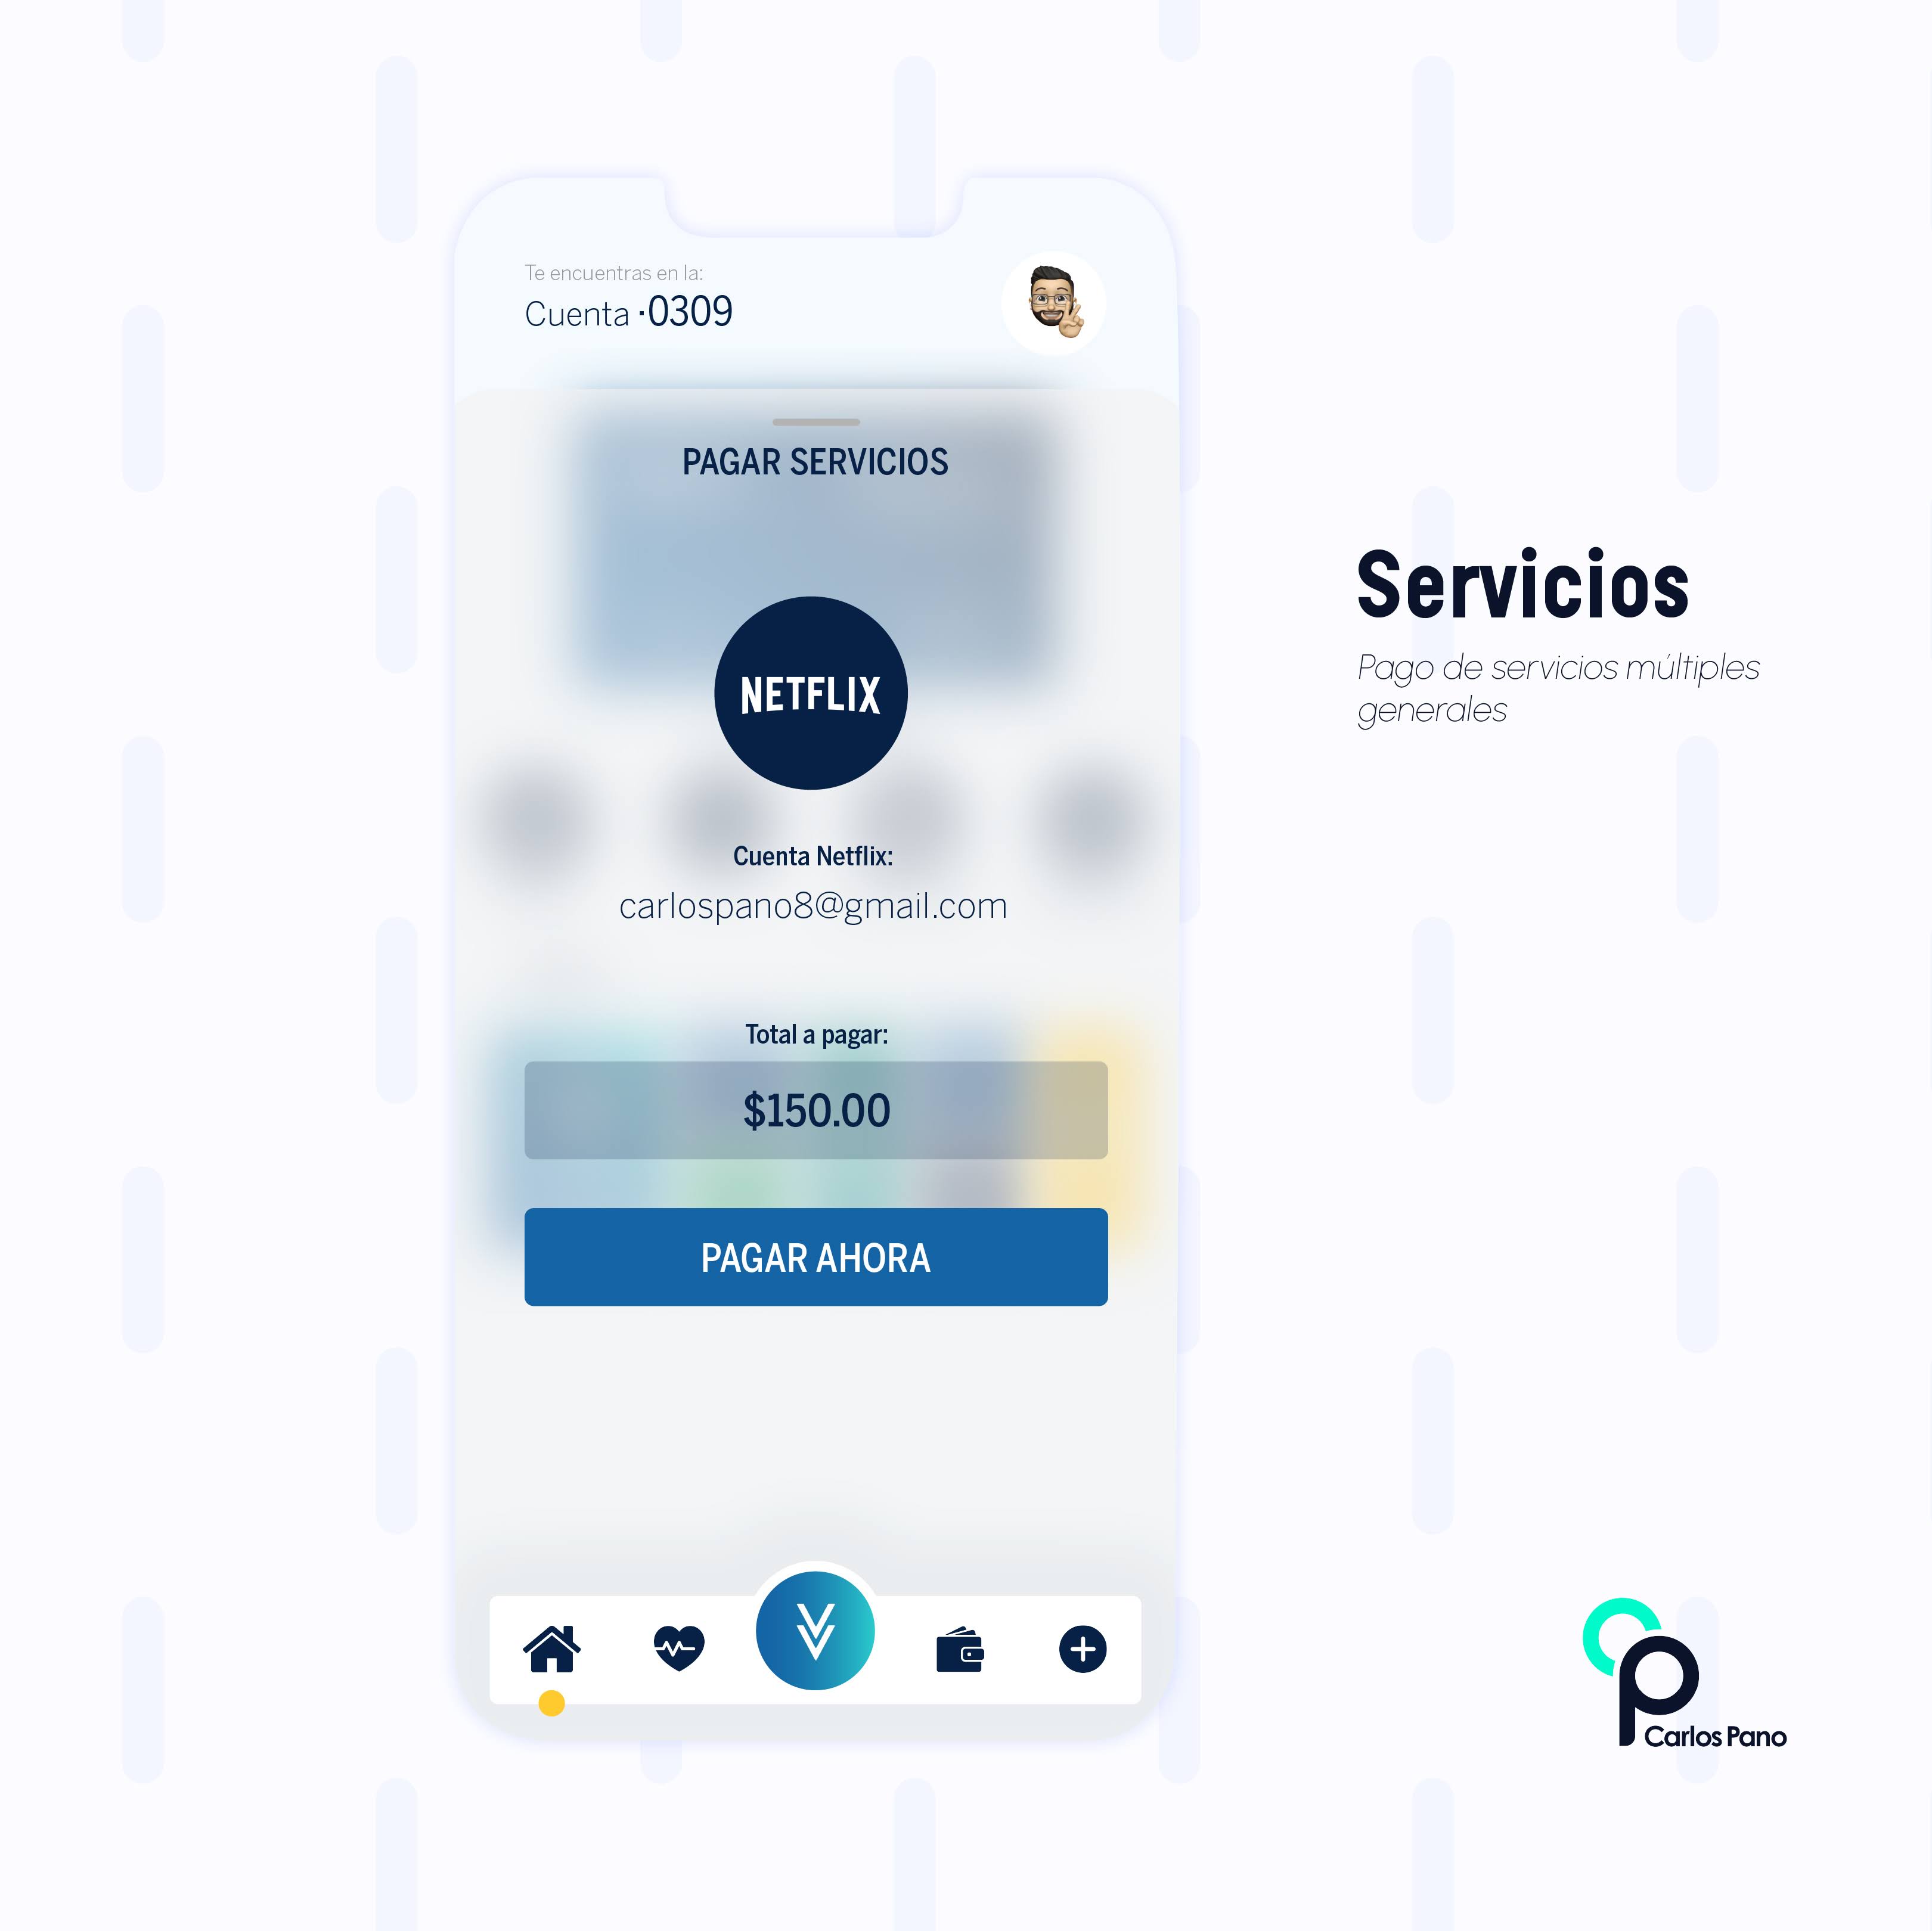 Te encuentras en la:
Cuenta ·0309
PAGAR SERVICIOS
NETFLIX
Cuenta Netflix:
carlospano8@gmail.com
Total a pagar:
$150.00
PAGAR AHORA
Servicios
Pago de servicios múltiples
generales
Carlos Pano